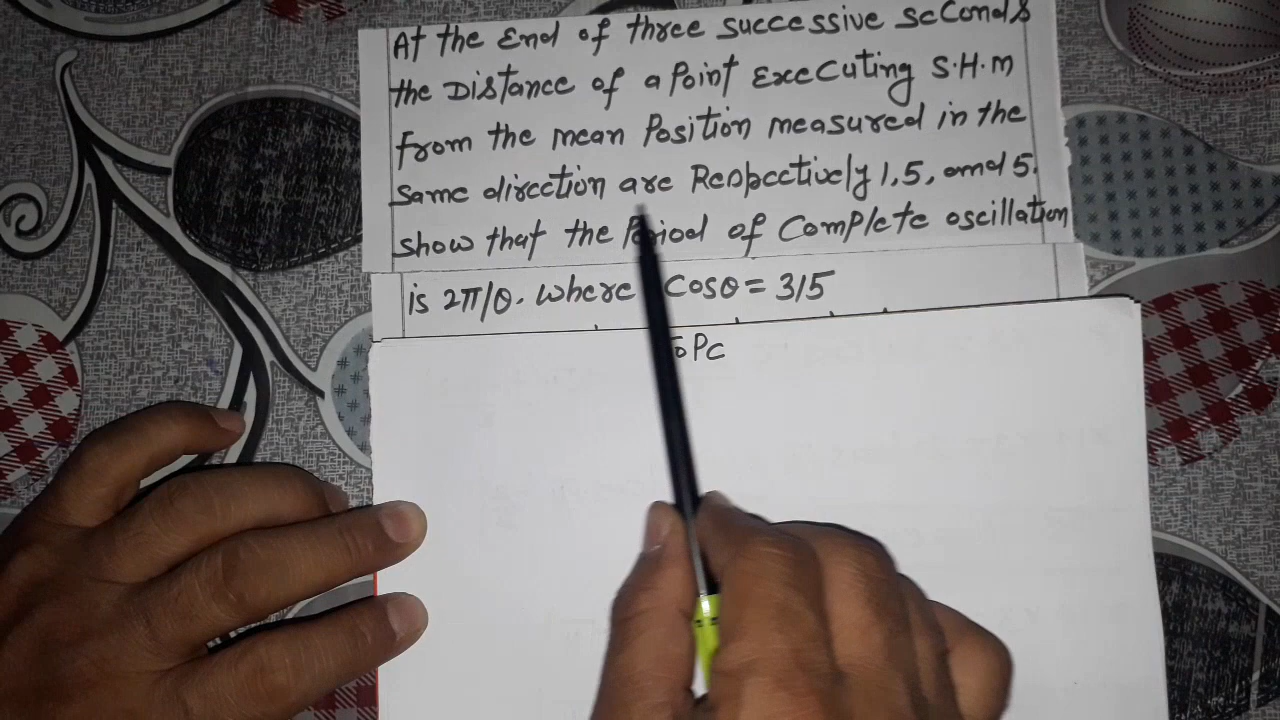 At the End of three successive seconds
the Distance of a Point Executing S.H.m
from the mean Position measured in the
same direction are Respectively 1,5, and 5.
show that the Period of Complete oscillation
is 2π/θ. where cosθ = 3/5